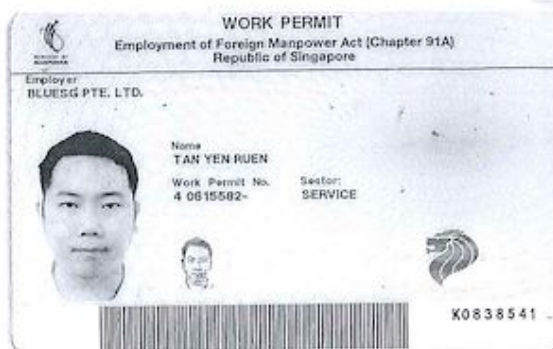 WORK PERMIT
Employment of Foreign Manpower Act (Chapter 91A)
Republic of Singapore
Employer
BLUESG PTE. LTD.
Name
TAN YEN RUEN
Work Permit No. Sector:
4 0615582- SERVICE
K0838541